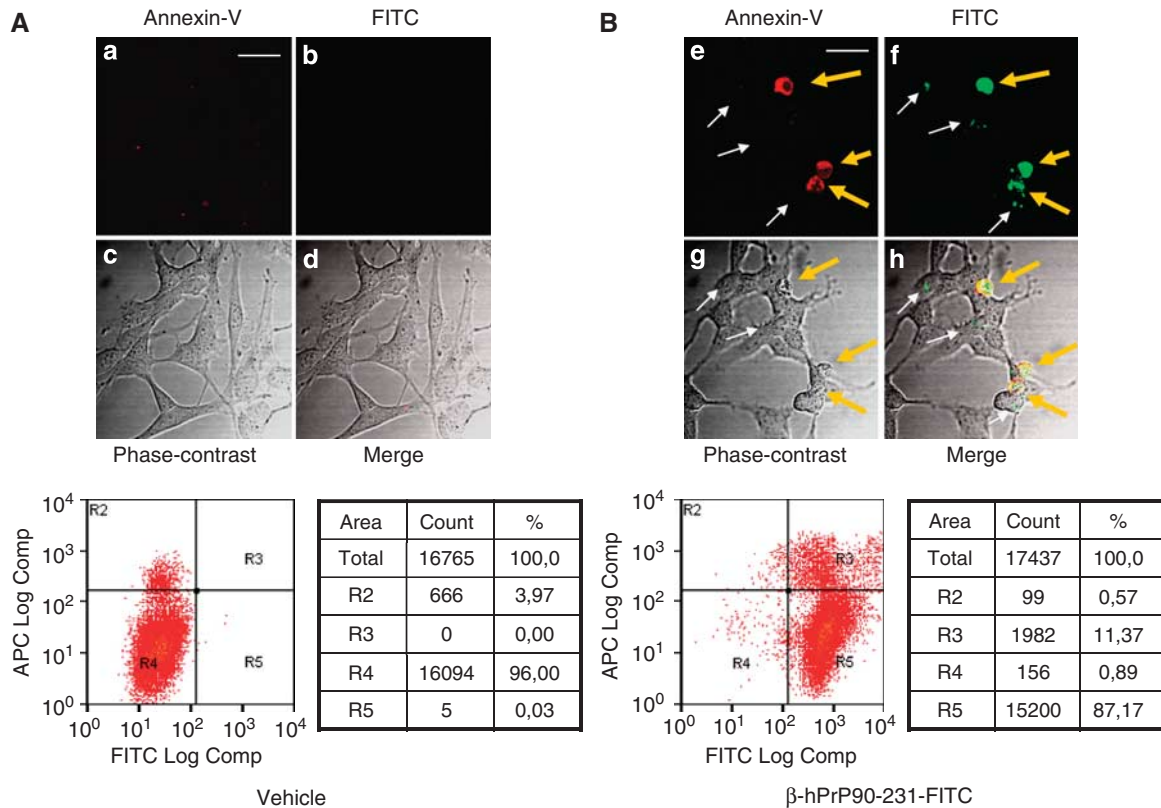 A
Annexin-V FITC
a b
c d
Phase-contrast Merge
B
Annexin-V FITC
e f
g h
Phase-contrast Merge
APC Log Comp
10⁴
10³
10²
10¹
10⁰
R2
R3
R4
R5
10⁰ 10¹ 10² 10³ 10⁴
FITC Log Comp
Area Count %
Total 16765 100,0
R2 666 3,97
R3 0 0,00
R4 16094 96,00
R5 5 0,03
Vehicle
APC Log Comp
10⁴
10³
10²
10¹
10⁰
R2
R3
R4
R5
10⁰ 10¹ 10² 10³ 10⁴
FITC Log Comp
Area Count %
Total 17437 100,0
R2 99 0,57
R3 1982 11,37
R4 156 0,89
R5 15200 87,17
β-hPrP90-231-FITC